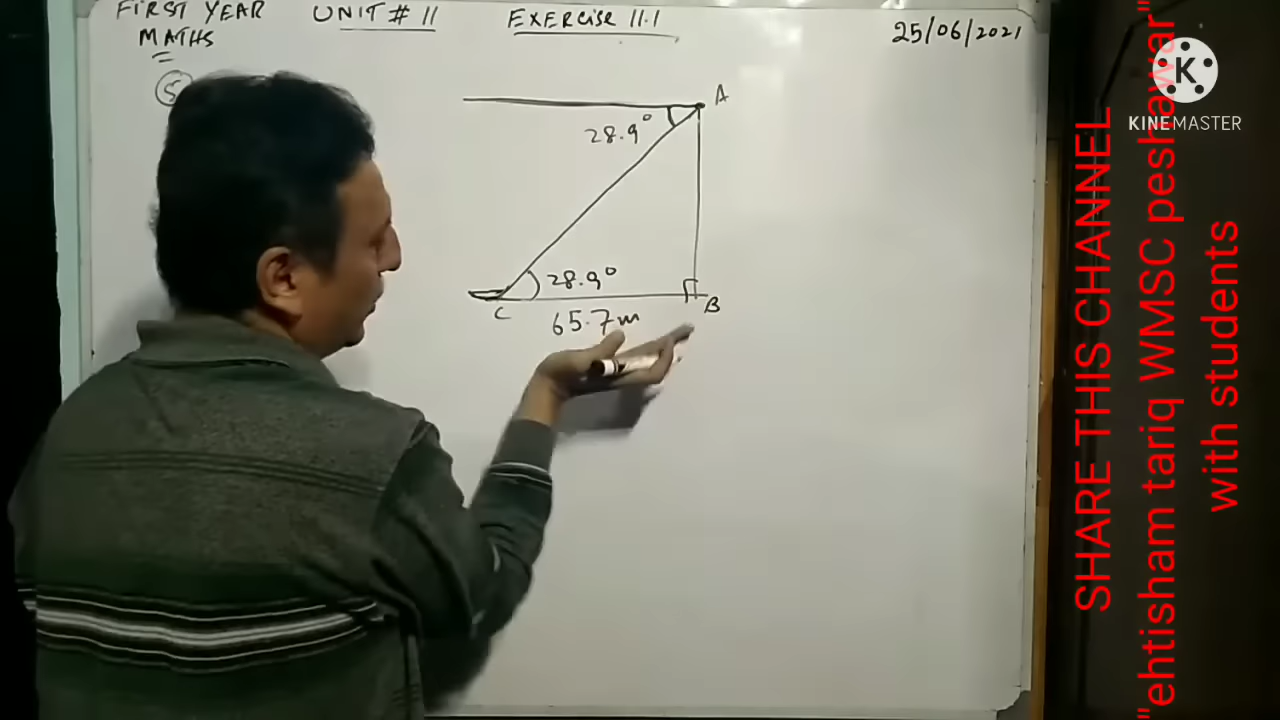 FIRST YEAR UNIT # 11 EXERCISE 11.1 25/06/2021
MATHS
5
A
28.9°
28.9°
C
B
65.7m
K
KINEMASTER
SHARE THIS CHANNEL
"ehtisham tariq WMSC peshawar"
with students